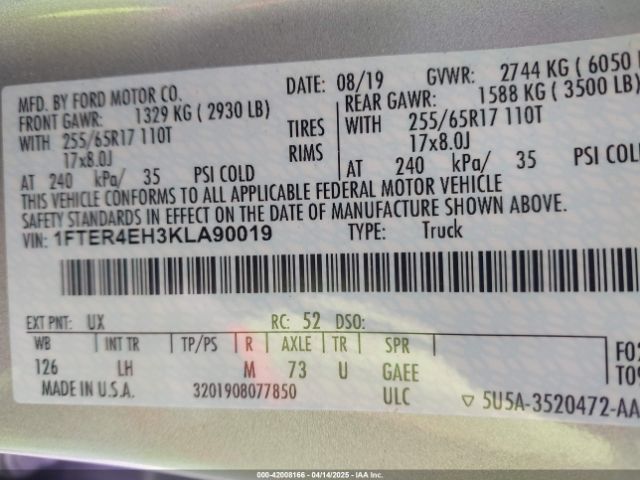 MFD. BY FORD MOTOR CO. DATE: 08/19 GVWR: 2744 KG ( 6050
FRONT GAWR: 1329 KG ( 2930 LB) REAR GAWR: 1588 KG ( 3500 LB)
WITH 255/65R17 110T TIRES WITH 255/65R17 110T
17x8.0J RIMS 17x8.0J
AT 240 kPa/ 35 PSI COLD AT 240 kPa/ 35 PSI COLD
THIS VEHICLE CONFORMS TO ALL APPLICABLE FEDERAL MOTOR VEHICLE
SAFETY STANDARDS IN EFFECT ON THE DATE OF MANUFACTURE SHOWN ABOVE.
VIN: 1FTER4EH3KLA90019 TYPE: Truck
EXT PNT: UX RC: 52 DSO:
WB INT TR TP/PS R AXLE TR SPR
126 LH M 73 U GAEE
MADE IN U.S.A. 3201908077850 ULC ▽ 5U5A-3520472-AA
000-42008166 - 04/14/2025 - IAA Inc.